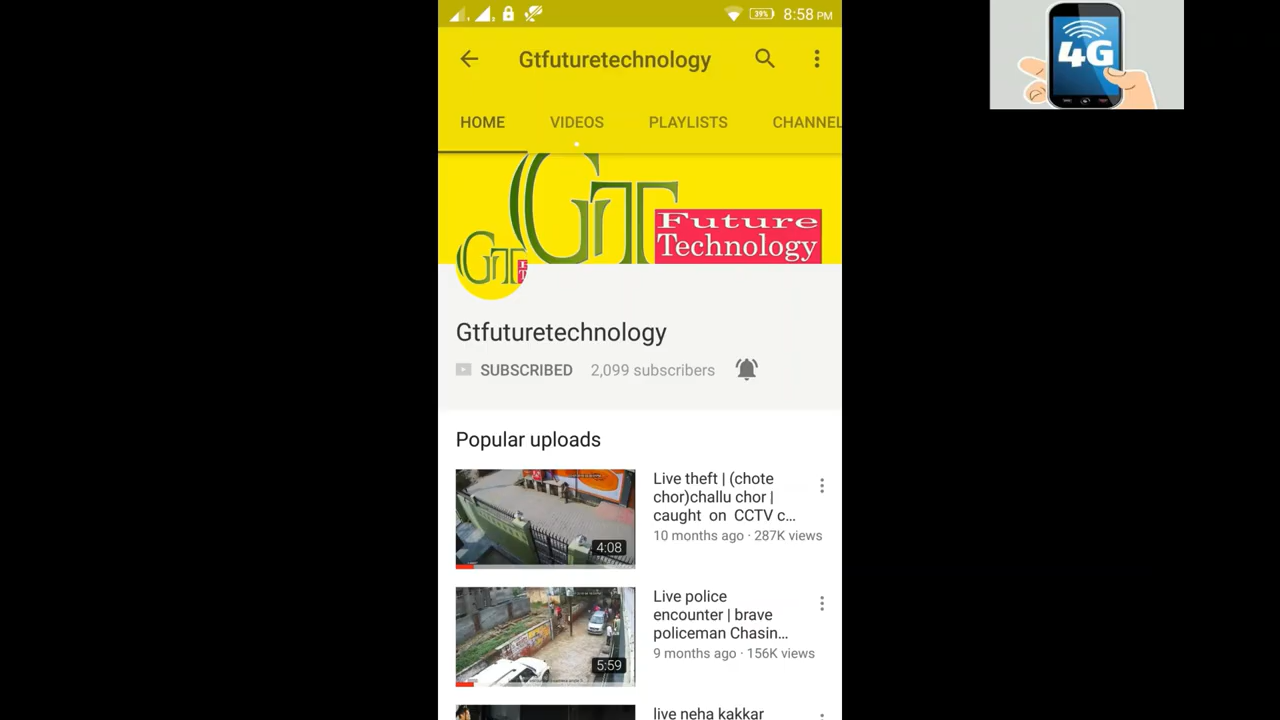 39% 8:58 PM
4G
Gtfuturetechnology
HOME VIDEOS PLAYLISTS CHANNEL
GT Future
Technology
GT
Gtfuturetechnology
SUBSCRIBED 2,099 subscribers
Popular uploads
Live theft | (chote
chor)challu chor |
caught on CCTV c...
10 months ago · 287K views
4:08
Live police
encounter | brave
policeman Chasin...
9 months ago · 156K views
5:59
live neha kakkar